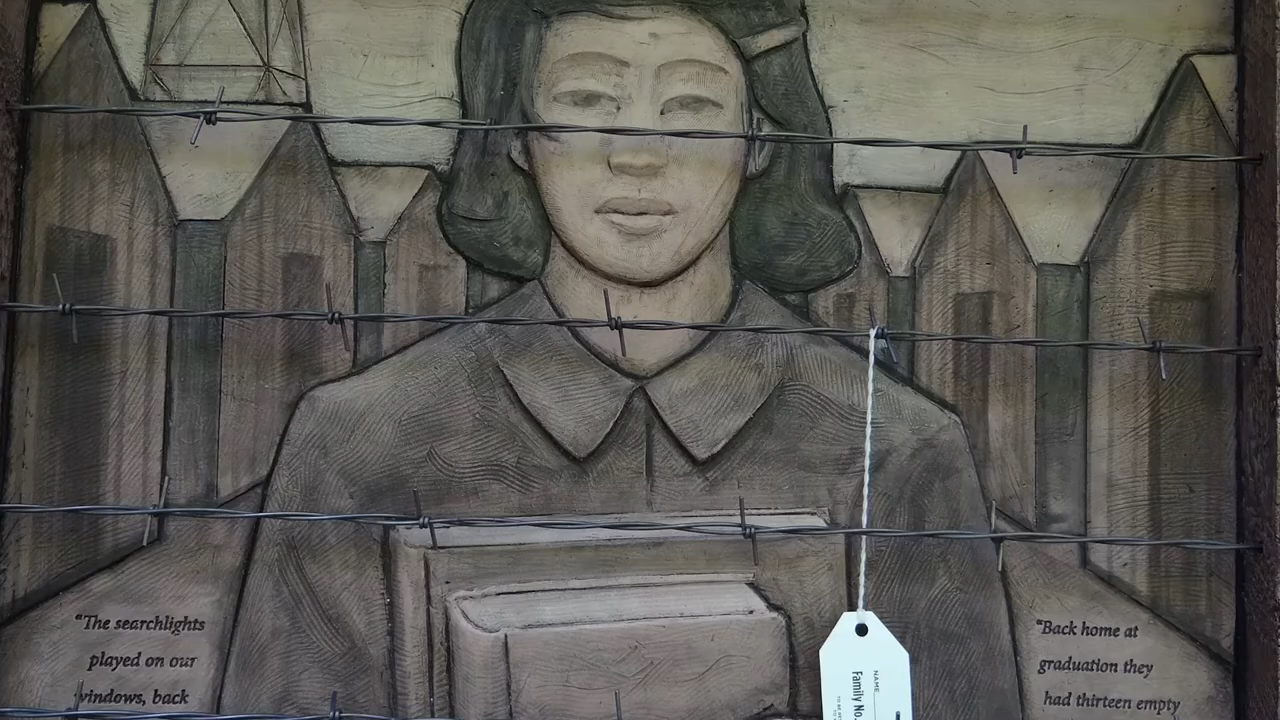 "The searchlights
played on our
windows, back
"Back home at
graduation they
had thirteen empty
NAME
Family No.